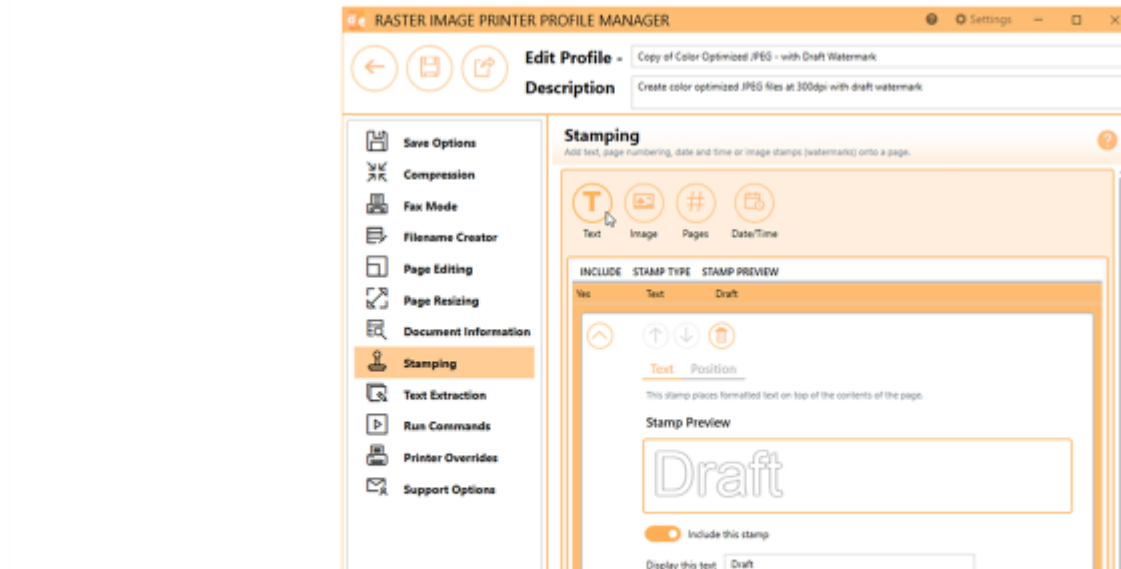 RASTER IMAGE PRINTER PROFILE MANAGER
Settings
Edit Profile - Copy of Color Optimized JPEG - with Draft Watermark
Description Create color optimized JPEG files at 300dpi with draft watermark
Save Options
Compression
Fax Mode
Filename Creator
Page Editing
Page Resizing
Document Information
Stamping
Text Extraction
Run Commands
Printer Overrides
Support Options
Stamping
Add text, page numbering, date and time or image stamps (watermarks) onto a page.
Text Image Pages Date/Time
INCLUDE STAMP TYPE STAMP PREVIEW
Yes Text Draft
Text Position
This stamp places formatted text on top of the contents of the page.
Stamp Preview
Draft
Include this stamp
Display this text Draft